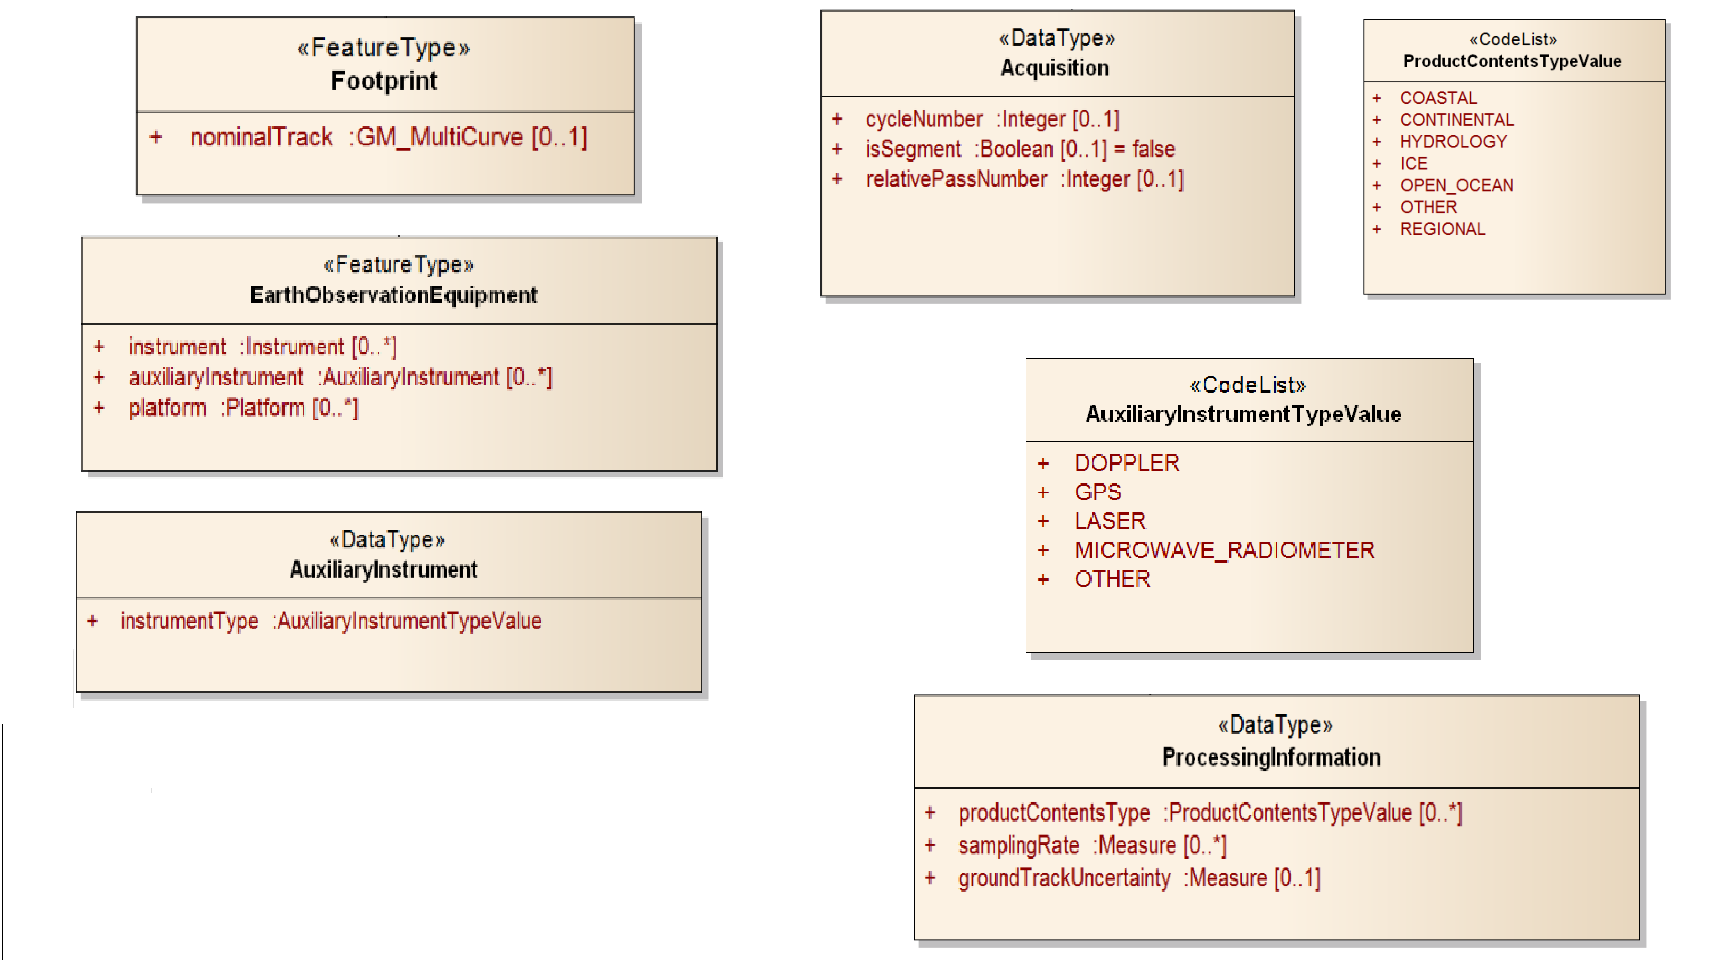 «FeatureType»
Footprint
+ nominalTrack :GM_MultiCurve [0..1]
«FeatureType»
EarthObservationEquipment
+ instrument :Instrument [0..*]
+ auxiliaryInstrument :AuxiliaryInstrument [0..*]
+ platform :Platform [0..*]
«DataType»
AuxiliaryInstrument
+ instrumentType :AuxiliaryInstrumentTypeValue
«DataType»
Acquisition
+ cycleNumber :Integer [0..1]
+ isSegment :Boolean [0..1] = false
+ relativePassNumber :Integer [0..1]
«CodeList»
ProductContentsTypeValue
+ COASTAL
+ CONTINENTAL
+ HYDROLOGY
+ ICE
+ OPEN_OCEAN
+ OTHER
+ REGIONAL
«CodeList»
AuxiliaryInstrumentTypeValue
+ DOPPLER
+ GPS
+ LASER
+ MICROWAVE_RADIOMETER
+ OTHER
«DataType»
ProcessingInformation
+ productContentsType :ProductContentsTypeValue [0..*]
+ samplingRate :Measure [0..*]
+ groundTrackUncertainty :Measure [0..1]